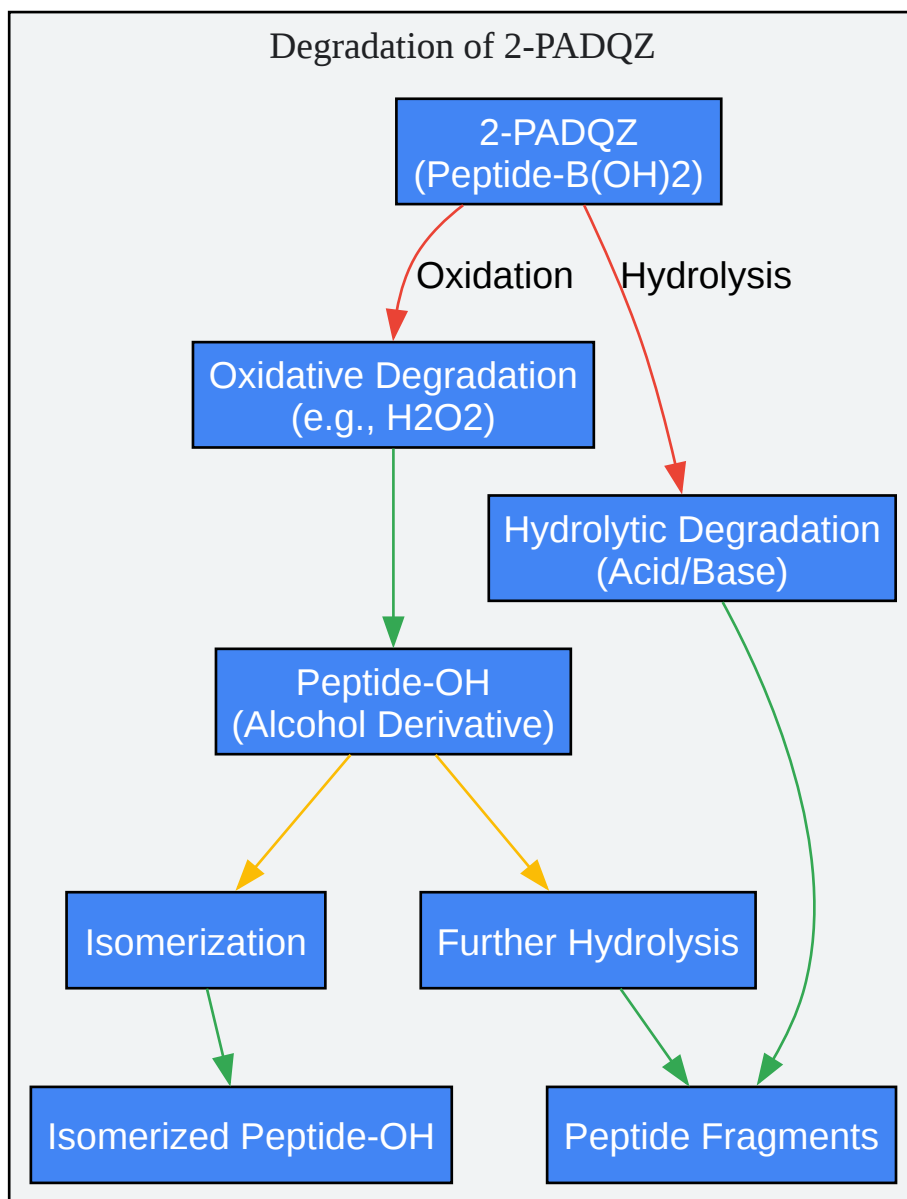 Degradation of 2-PADQZ
2-PADQZ
(Peptide-B(OH)2)
Oxidation
Hydrolysis
Oxidative Degradation
(e.g., H2O2)
Hydrolytic Degradation
(Acid/Base)
Peptide-OH
(Alcohol Derivative)
Isomerization
Further Hydrolysis
Isomerized Peptide-OH
Peptide Fragments